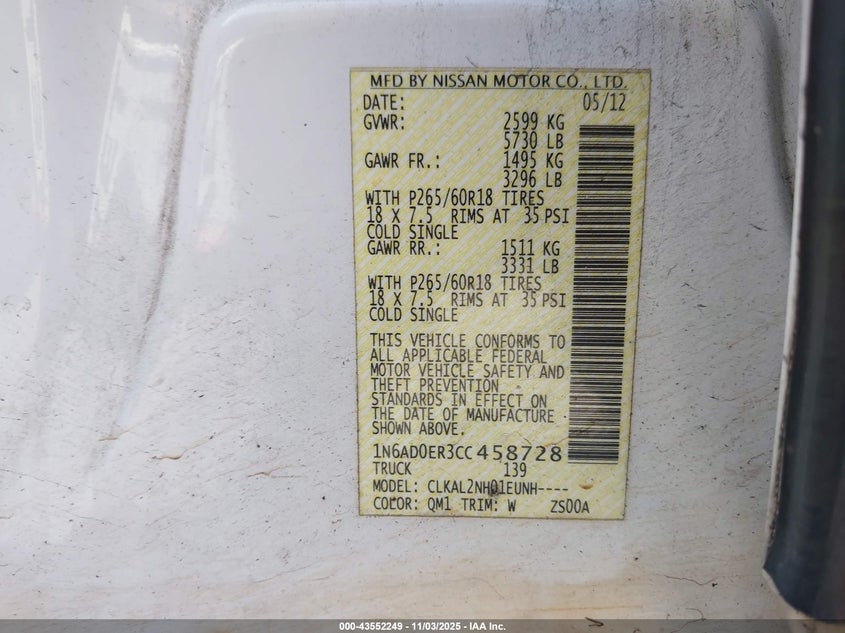 MFD BY NISSAN MOTOR CO., LTD.
DATE: 05/12
GVWR: 2599 KG
5730 LB
GAWR FR.: 1495 KG
3296 LB
WITH P265/60R18 TIRES
18 X 7.5 RIMS AT 35 PSI
COLD SINGLE
GAWR RR.: 1511 KG
3331 LB
WITH P265/60R18 TIRES
18 X 7.5 RIMS AT 35 PSI
COLD SINGLE
THIS VEHICLE CONFORMS TO
ALL APPLICABLE FEDERAL
MOTOR VEHICLE SAFETY AND
THEFT PREVENTION
STANDARDS IN EFFECT ON
THE DATE OF MANUFACTURE
SHOWN ABOVE.
1N6AD0ER3CC458728
TRUCK 139
MODEL: CLKAL2NH01EUNH----
COLOR: QM1 TRIM: W ZS00A
000-43552249 - 11/03/2025 - IAA Inc.